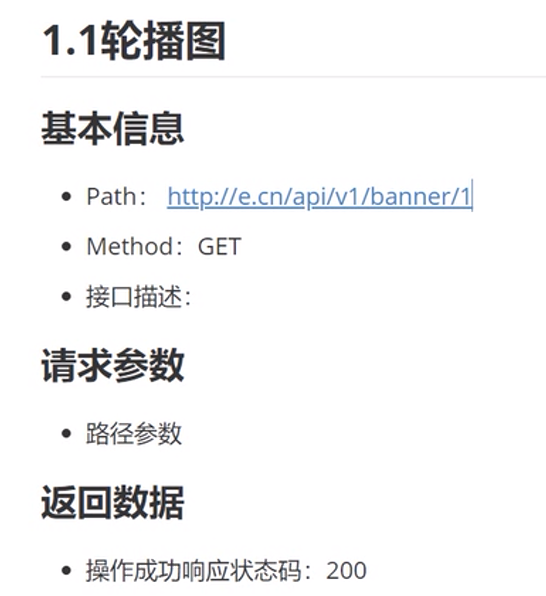 1.1轮播图
基本信息
Path： http://e.cn/api/v1/banner/1
Method：GET
接口描述：
请求参数
路径参数
返回数据
操作成功响应状态码：200